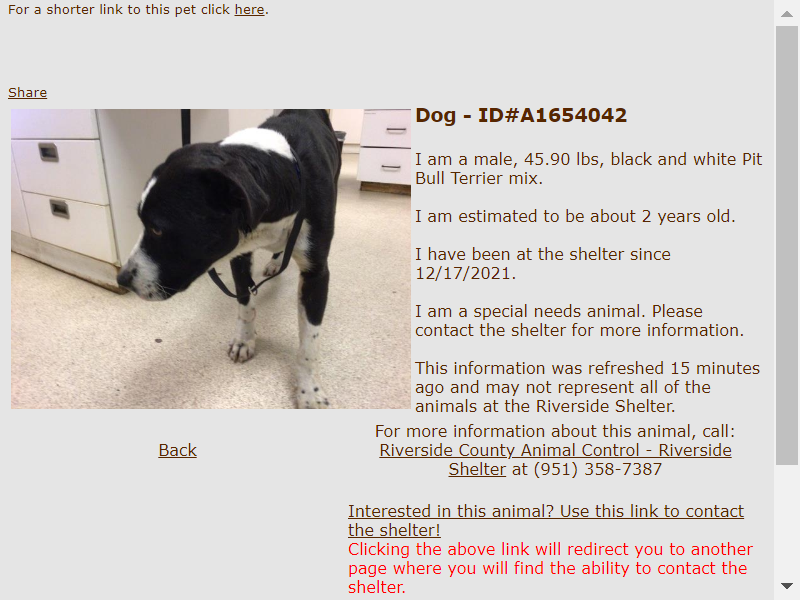 For a shorter link to this pet click here.
Share
Dog - ID#A1654042
I am a male, 45.90 lbs, black and white Pit
Bull Terrier mix.
I am estimated to be about 2 years old.
I have been at the shelter since
12/17/2021.
I am a special needs animal. Please
contact the shelter for more information.
This information was refreshed 15 minutes
ago and may not represent all of the
animals at the Riverside Shelter.
Back
For more information about this animal, call:
Riverside County Animal Control - Riverside
Shelter at (951) 358-7387
Interested in this animal? Use this link to contact
the shelter!
Clicking the above link will redirect you to another
page where you will find the ability to contact the
shelter.